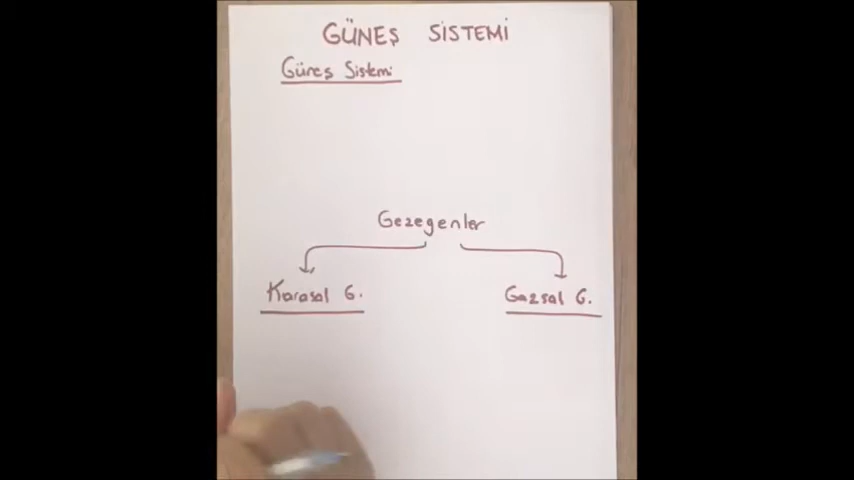 GÜNEŞ SİSTEMİ
Güneş Sistemi
Gezegenler
Karasal G.
Gazsal G.